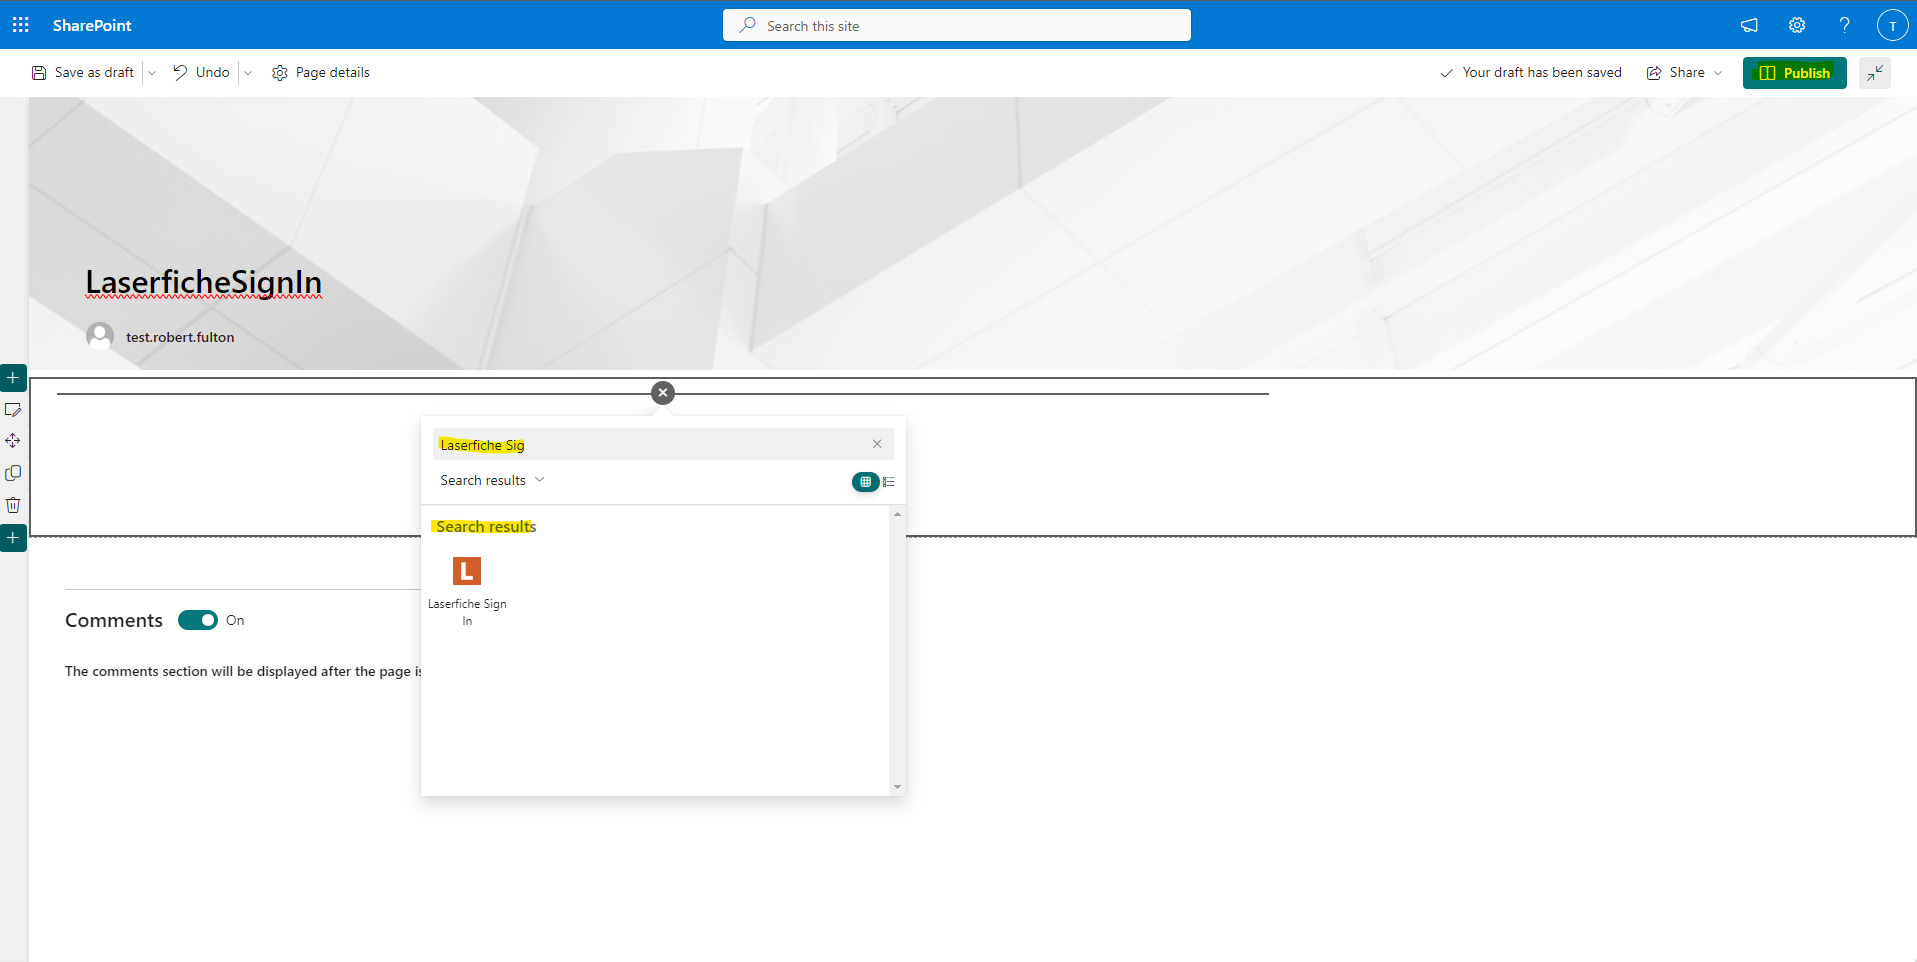 SharePoint
Search this site
T
Save as draft
Undo
Page details
Your draft has been saved
Share
Publish
LaserficheSignIn
test.robert.fulton
Laserfiche Sig
Search results
Search results
L
Laserfiche Sign
In
Comments
On
The comments section will be displayed after the page is